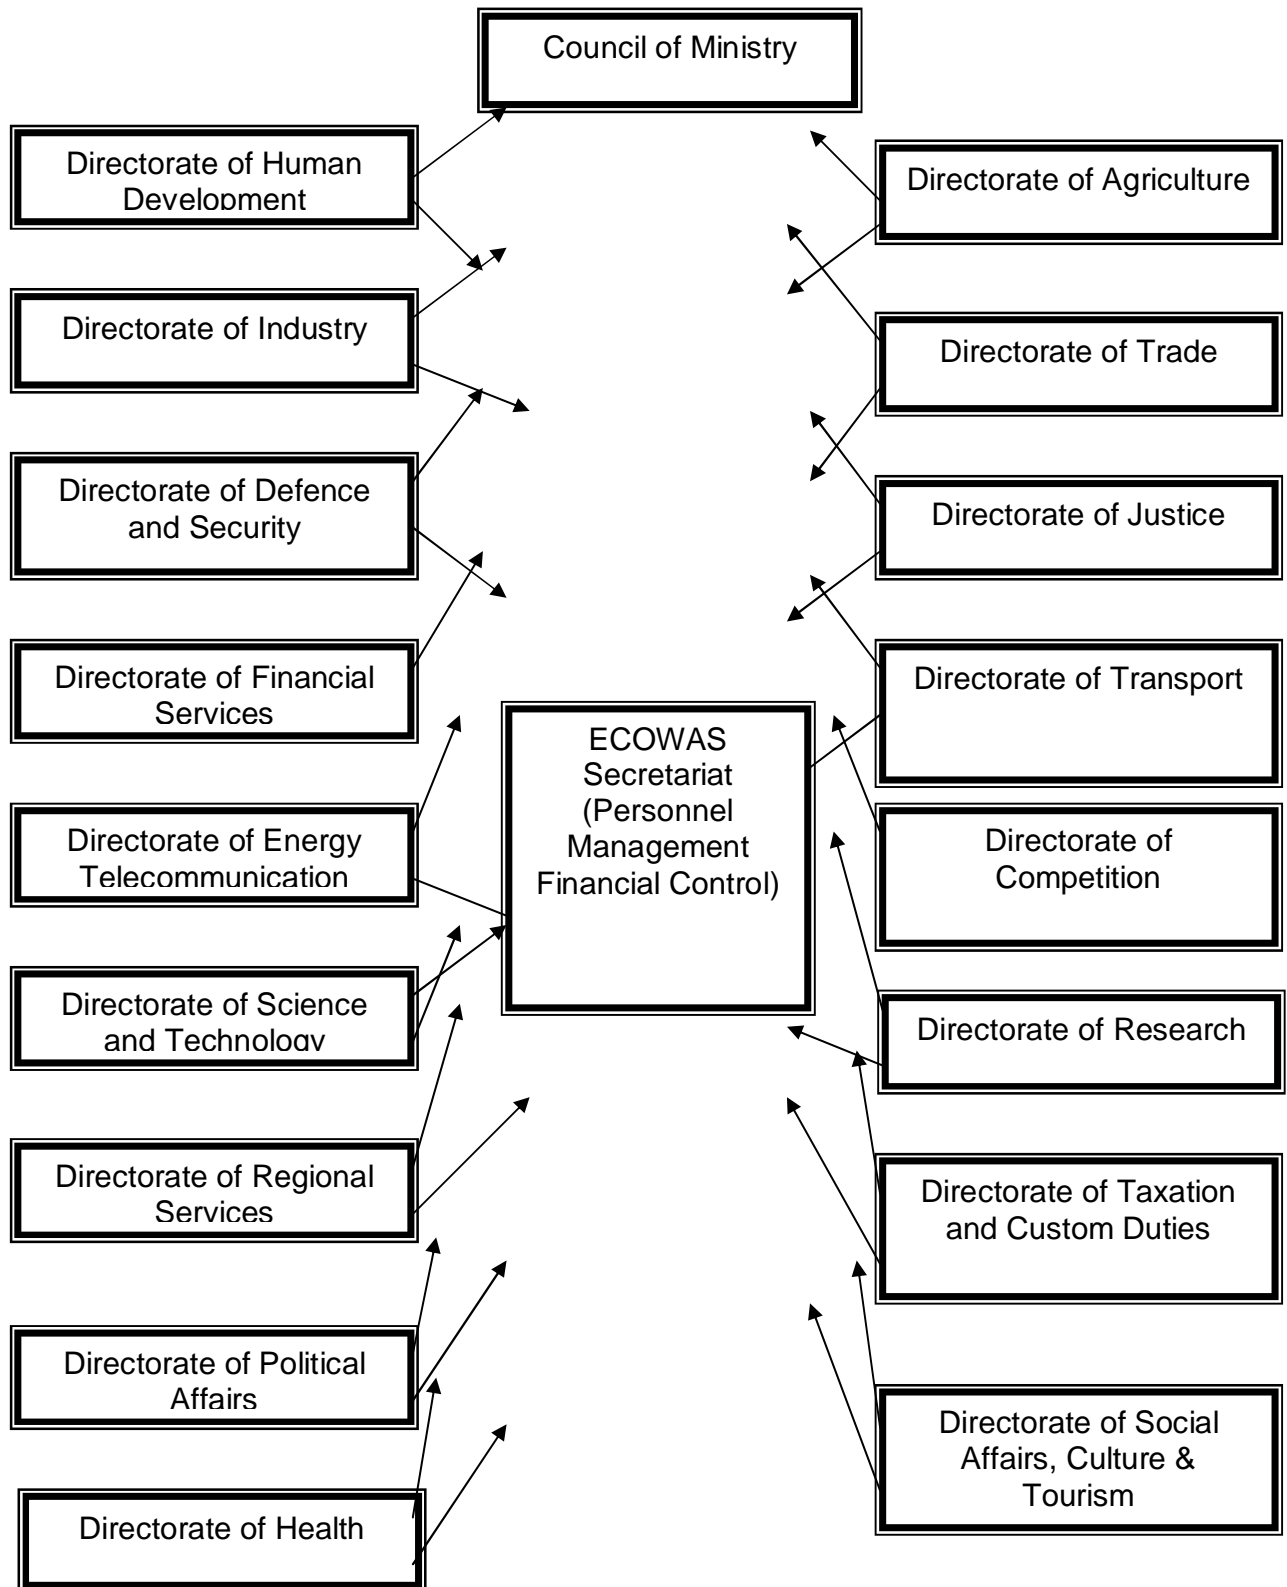 Council of Ministry
Directorate of Human
Development
Directorate of Agriculture
Directorate of Industry
Directorate of Trade
Directorate of Defence
and Security
Directorate of Justice
Directorate of Financial
Services
Directorate of Transport
ECOWAS
Secretariat
(Personnel
Management
Financial Control)
Directorate of Energy
Telecommunication
Directorate of
Competition
Directorate of Science
and Technology
Directorate of Research
Directorate of Regional
Services
Directorate of Taxation
and Custom Duties
Directorate of Political
Affairs
Directorate of Social
Affairs, Culture &
Tourism
Directorate of Health